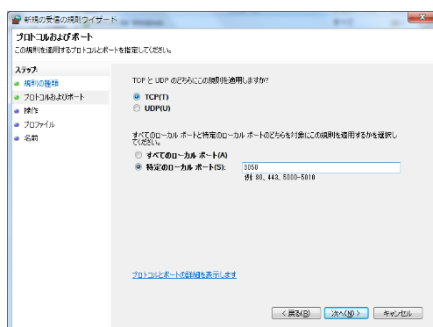 新規の受信の規則ウィザード
プロトコルおよびポート
この規則を適用するプロトコルとポートを指定してください。
ステップ:
規則の種類
プロトコルおよびポート
操作
プロファイル
名前
TCP と UDP のどちらにこの規則を適用しますか?
TCP(T)
UDP(U)
すべてのローカル ポートと特定のローカル ポートのどちらを対象にこの規則を適用するかを選択し
てください。
すべてのローカル ポート(A)
特定のローカル ポート(S):
3050
例: 80、443、5000-5010
プロトコルとポートの詳細を表示します
< 戻る(B)
次へ(N) >
キャンセル